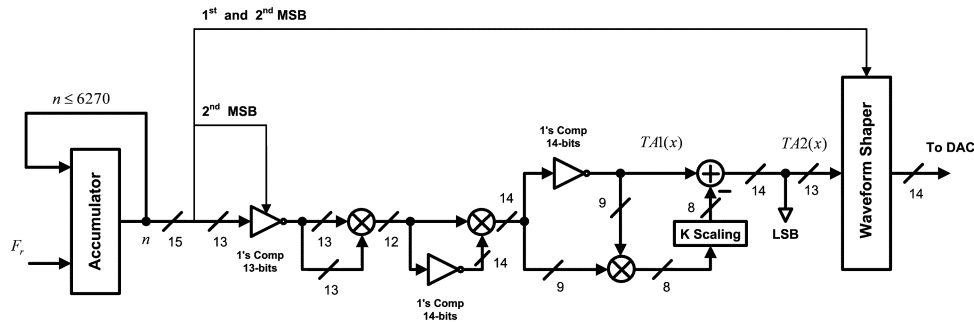 1st and 2nd MSB
n ≤ 6270
2nd MSB
Accumulator
Fr
n
15
13
1's Comp
13-bits
13
13
12
1's Comp
14-bits
14
14
1's Comp
14-bits
9
9
8
TA1(x)
8
K Scaling
14
LSB
TA2(x)
13
Waveform Shaper
To DAC
14